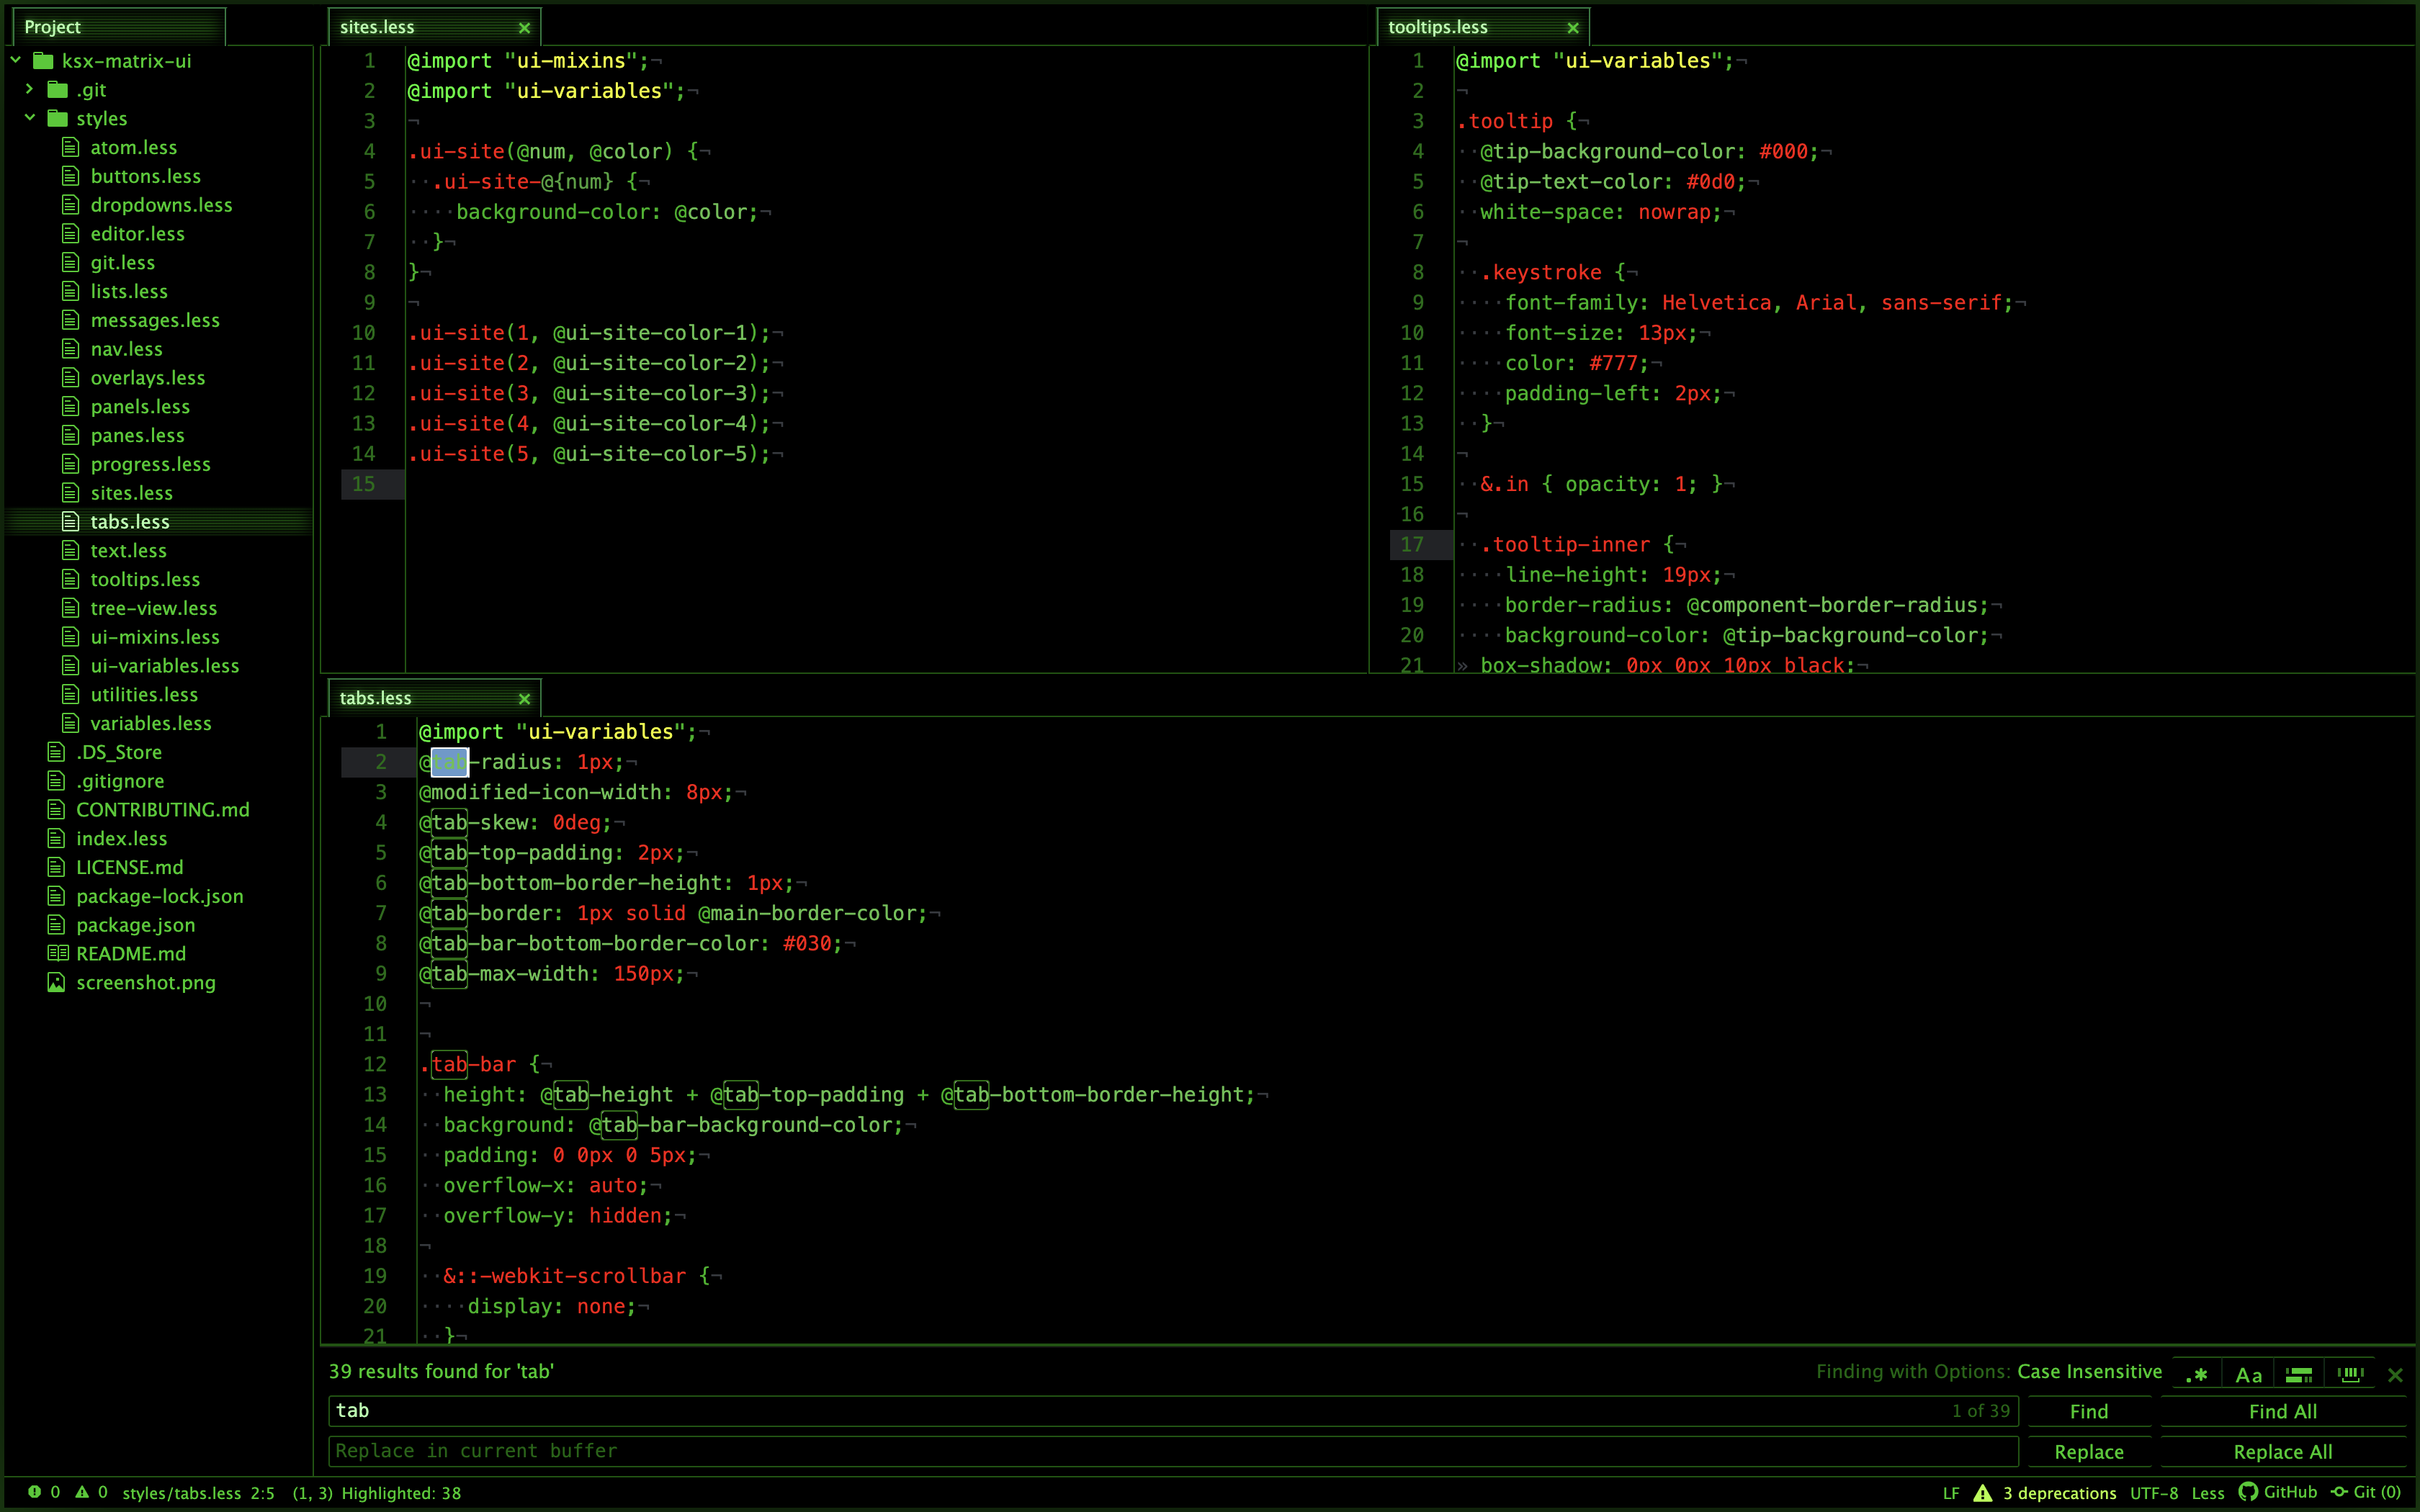 Project
ksx-matrix-ui
.git
styles
atom.less
buttons.less
dropdowns.less
editor.less
git.less
lists.less
messages.less
nav.less
overlays.less
panels.less
panes.less
progress.less
sites.less
tabs.less
text.less
tooltips.less
tree-view.less
ui-mixins.less
ui-variables.less
utilities.less
variables.less
.DS_Store
.gitignore
CONTRIBUTING.md
index.less
LICENSE.md
package-lock.json
package.json
README.md
screenshot.png
sites.less ×
1 @import "ui-mixins";¬
2 @import "ui-variables";¬
3 ¬
4 .ui-site(@num, @color) {¬
5 ··.ui-site-@{num} {¬
6 ····background-color: @color;¬
7 ··}¬
8 }¬
9 ¬
10 .ui-site(1, @ui-site-color-1);¬
11 .ui-site(2, @ui-site-color-2);¬
12 .ui-site(3, @ui-site-color-3);¬
13 .ui-site(4, @ui-site-color-4);¬
14 .ui-site(5, @ui-site-color-5);¬
15
tooltips.less ×
1 @import "ui-variables";¬
2 ¬
3 .tooltip {¬
4 ··@tip-background-color: #000;¬
5 ··@tip-text-color: #0d0;¬
6 ··white-space: nowrap;¬
7 ¬
8 ··.keystroke {¬
9 ····font-family: Helvetica, Arial, sans-serif;¬
10 ····font-size: 13px;¬
11 ····color: #777;¬
12 ····padding-left: 2px;¬
13 ··}¬
14 ¬
15 ··&.in { opacity: 1; }¬
16 ¬
17 ··.tooltip-inner {¬
18 ····line-height: 19px;¬
19 ····border-radius: @component-border-radius;¬
20 ····background-color: @tip-background-color;¬
21 » box-shadow: 0px 0px 10px black;¬
tabs.less ×
1 @import "ui-variables";¬
2 @tab-radius: 1px;¬
3 @modified-icon-width: 8px;¬
4 @tab-skew: 0deg;¬
5 @tab-top-padding: 2px;¬
6 @tab-bottom-border-height: 1px;¬
7 @tab-border: 1px solid @main-border-color;¬
8 @tab-bar-bottom-border-color: #030;¬
9 @tab-max-width: 150px;¬
10 ¬
11 ¬
12 .tab-bar {¬
13 ··height: @tab-height + @tab-top-padding + @tab-bottom-border-height;¬
14 ··background: @tab-bar-background-color;¬
15 ··padding: 0 0px 0 5px;¬
16 ··overflow-x: auto;¬
17 ··overflow-y: hidden;¬
18 ¬
19 ··&::-webkit-scrollbar {¬
20 ····display: none;¬
21 ··}¬
39 results found for 'tab'
Finding with Options: Case Insensitive .* Aa ×
tab 1 of 39 Find Find All
Replace in current buffer Replace Replace All
0 0 styles/tabs.less 2:5 (1, 3) Highlighted: 38
LF 3 deprecations UTF-8 Less GitHub Git (0)